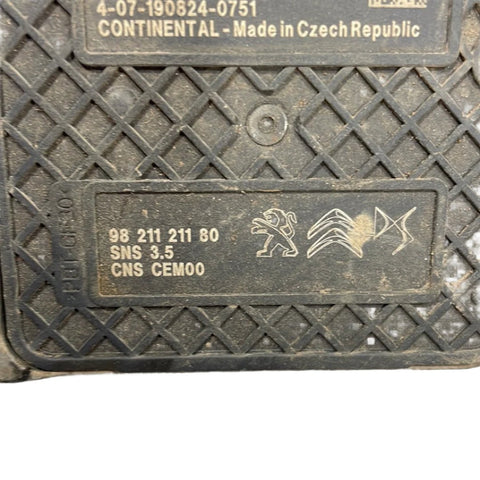 4-07-190824-0751
CONTINENTAL - Made in Czech Republic
98 211 211 80
SNS 3.5
CNS CEM00